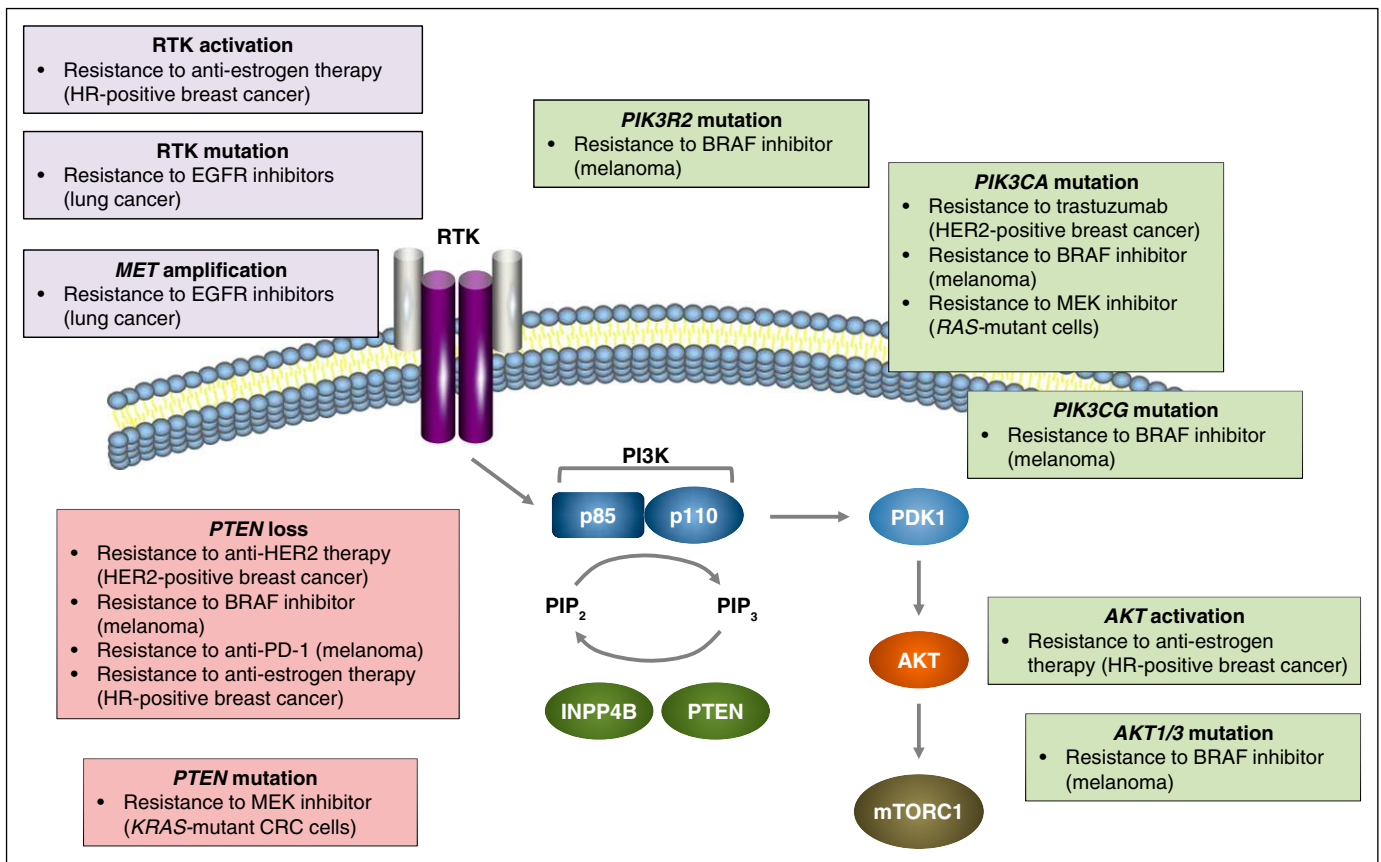 RTK activation
• Resistance to anti-estrogen therapy
(HR-positive breast cancer)
RTK mutation
• Resistance to EGFR inhibitors
(lung cancer)
MET amplification
• Resistance to EGFR inhibitors
(lung cancer)
RTK
PIK3R2 mutation
• Resistance to BRAF inhibitor
(melanoma)
PIK3CA mutation
• Resistance to trastuzumab
(HER2-positive breast cancer)
• Resistance to BRAF inhibitor
(melanoma)
• Resistance to MEK inhibitor
(RAS-mutant cells)
PIK3CG mutation
• Resistance to BRAF inhibitor
(melanoma)
PI3K
p85
p110
PDK1
PIP2
PIP3
INPP4B
PTEN
AKT
mTORC1
PTEN loss
• Resistance to anti-HER2 therapy
(HER2-positive breast cancer)
• Resistance to BRAF inhibitor
(melanoma)
• Resistance to anti-PD-1 (melanoma)
• Resistance to anti-estrogen therapy
(HR-positive breast cancer)
PTEN mutation
• Resistance to MEK inhibitor
(KRAS-mutant CRC cells)
AKT activation
• Resistance to anti-estrogen
therapy (HR-positive breast cancer)
AKT1/3 mutation
• Resistance to BRAF inhibitor
(melanoma)